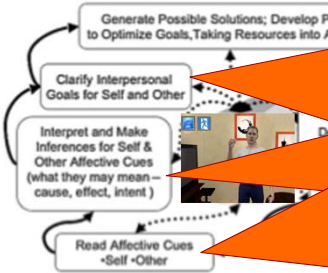 Generate Possible Solutions; Develop P
to Optimize Goals,Taking Resources into A
Clarify Interpersonal
Goals for Self and Other
Interpret and Make
Inferences for Self &
Other Affective Cues
(what they may mean –
cause, effect, intent )
D
Read Affective Cues
•Self •Other